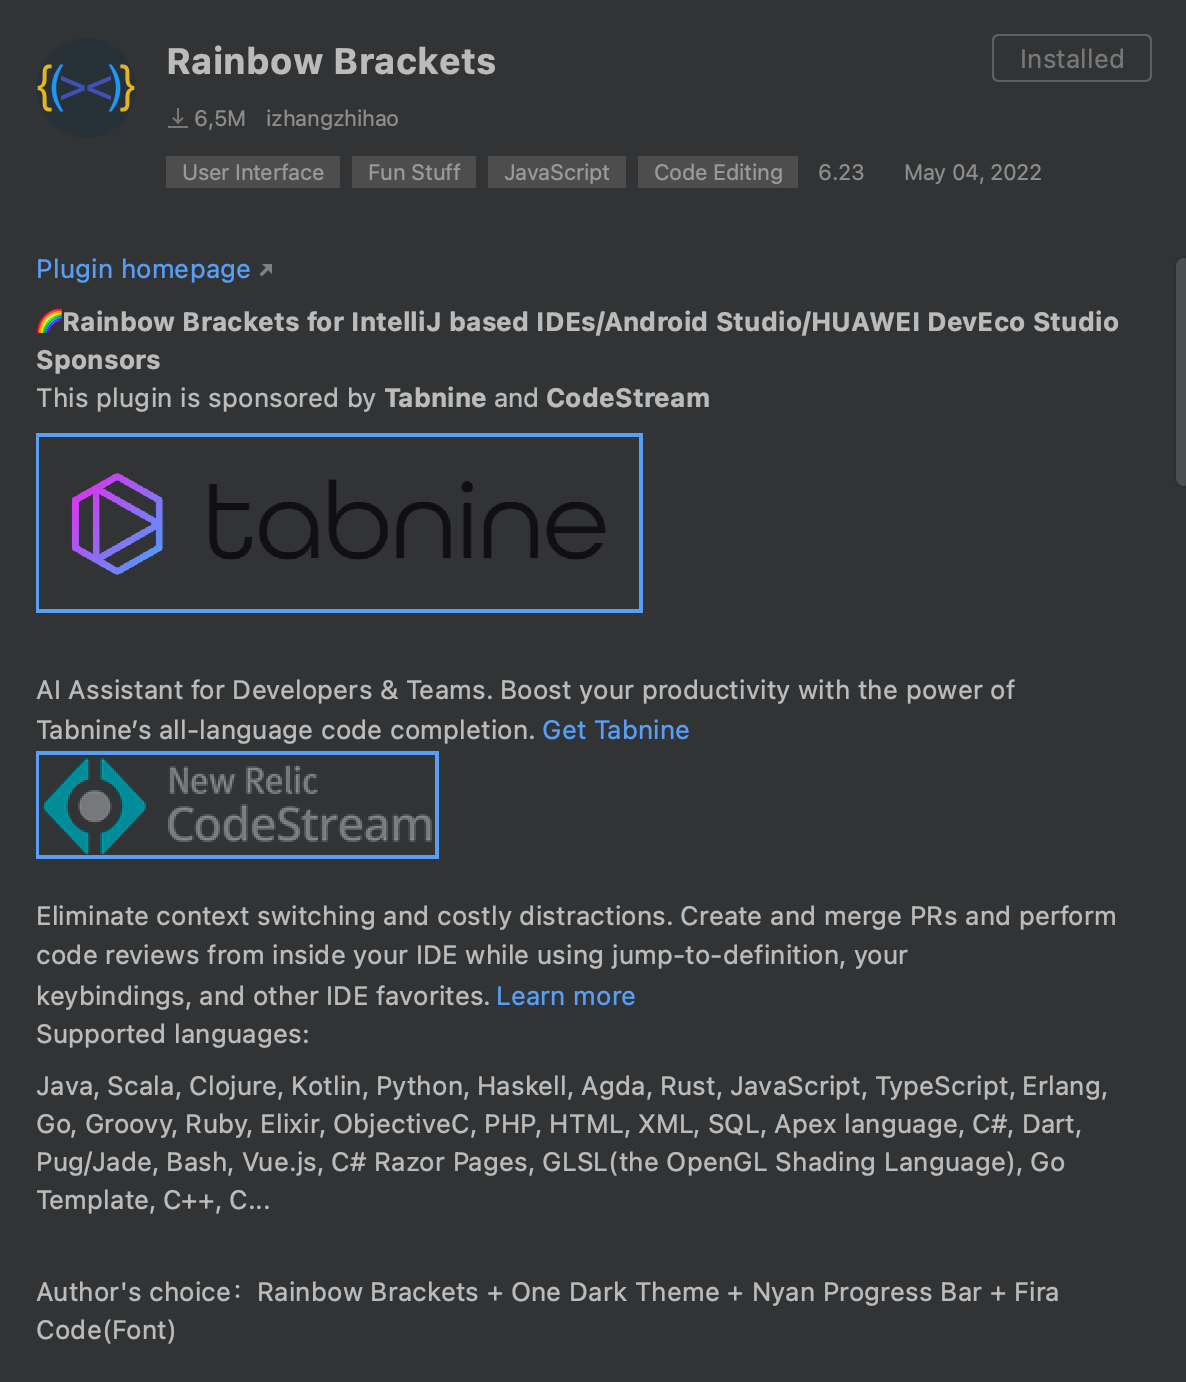 Rainbow Brackets
Installed
6,5M izhangzhihao
User Interface Fun Stuff JavaScript Code Editing 6.23 May 04, 2022
Plugin homepage
🌈Rainbow Brackets for IntelliJ based IDEs/Android Studio/HUAWEI DevEco Studio
Sponsors
This plugin is sponsored by Tabnine and CodeStream
tabnine
AI Assistant for Developers & Teams. Boost your productivity with the power of
Tabnine’s all-language code completion. Get Tabnine
New Relic
CodeStream
Eliminate context switching and costly distractions. Create and merge PRs and perform
code reviews from inside your IDE while using jump-to-definition, your
keybindings, and other IDE favorites. Learn more
Supported languages:
Java, Scala, Clojure, Kotlin, Python, Haskell, Agda, Rust, JavaScript, TypeScript, Erlang,
Go, Groovy, Ruby, Elixir, ObjectiveC, PHP, HTML, XML, SQL, Apex language, C#, Dart,
Pug/Jade, Bash, Vue.js, C# Razor Pages, GLSL(the OpenGL Shading Language), Go
Template, C++, C...
Author's choice：Rainbow Brackets + One Dark Theme + Nyan Progress Bar + Fira
Code(Font)